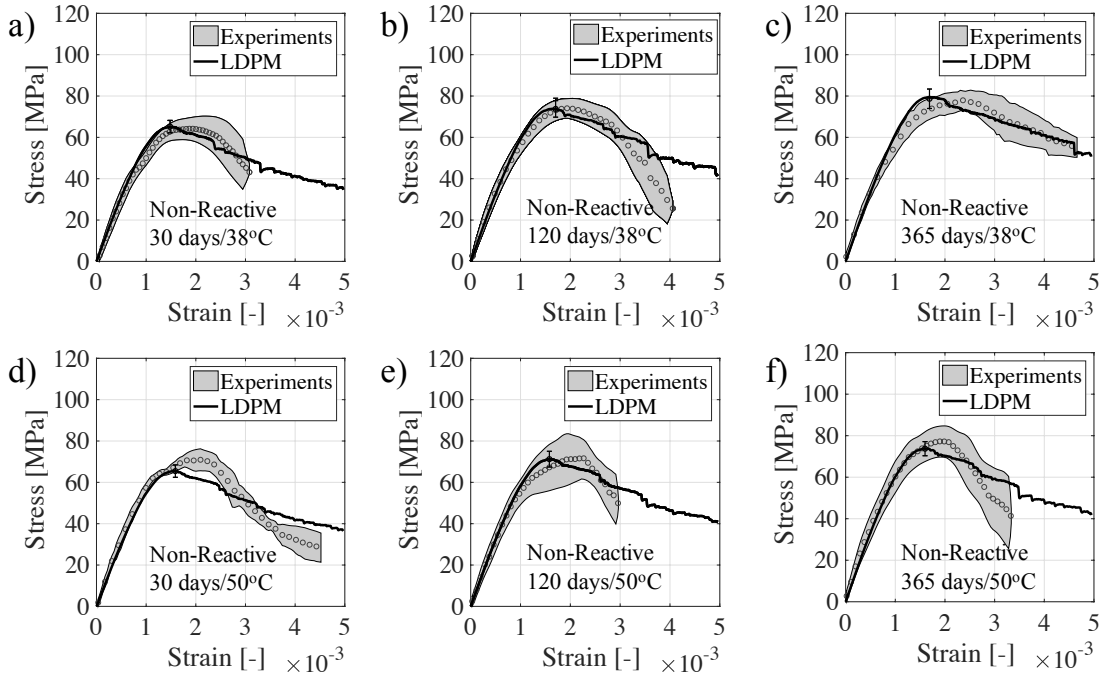 a)
Stress [MPa]
120
100
80
60
40
20
0
Experiments
LDPM
Non-Reactive
30 days/38°C
0 1 2 3 4 5
Strain [-] ×10⁻³
b)
Stress [MPa]
120
100
80
60
40
20
0
Experiments
LDPM
Non-Reactive
120 days/38°C
0 1 2 3 4 5
Strain [-] ×10⁻³
c)
Stress [MPa]
120
100
80
60
40
20
0
Experiments
LDPM
Non-Reactive
365 days/38°C
0 1 2 3 4 5
Strain [-] ×10⁻³
d)
Stress [MPa]
120
100
80
60
40
20
0
Experiments
LDPM
Non-Reactive
30 days/50°C
0 1 2 3 4 5
Strain [-] ×10⁻³
e)
Stress [MPa]
120
100
80
60
40
20
0
Experiments
LDPM
Non-Reactive
120 days/50°C
0 1 2 3 4 5
Strain [-] ×10⁻³
f)
Stress [MPa]
120
100
80
60
40
20
0
Experiments
LDPM
Non-Reactive
365 days/50°C
0 1 2 3 4 5
Strain [-] ×10⁻³